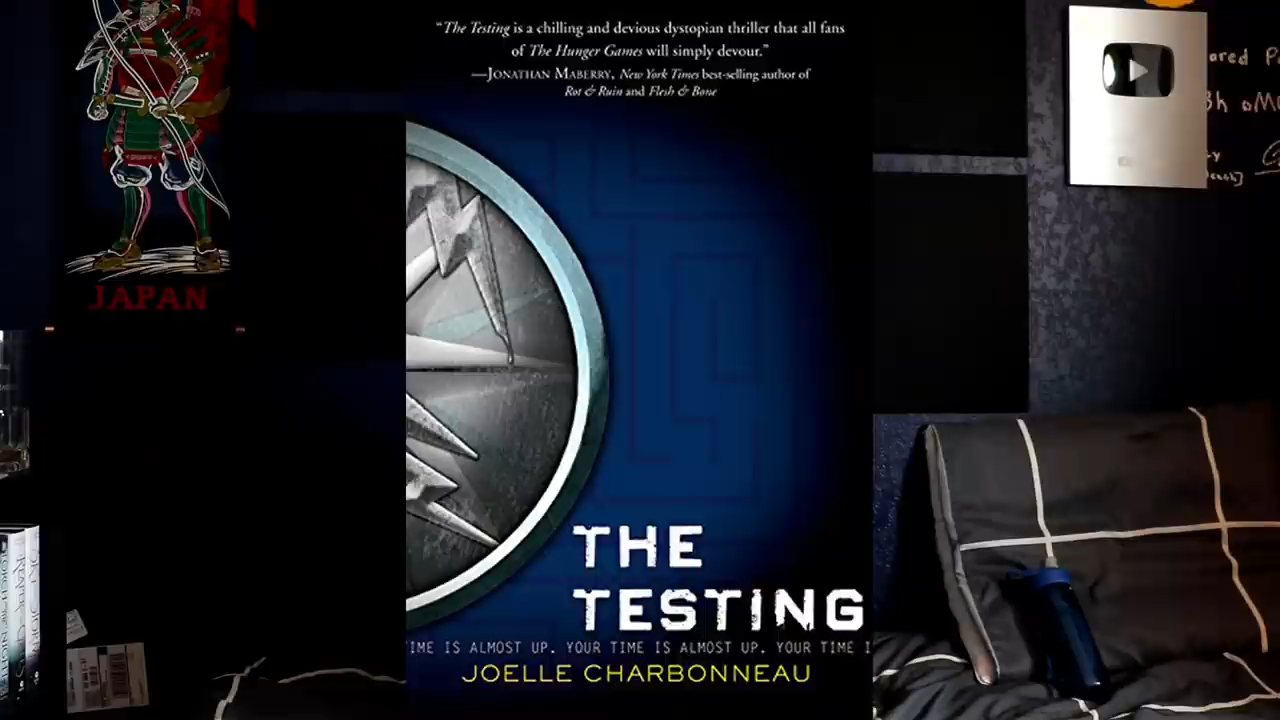 “The Testing is a chilling and devious dystopian thriller that all fans
of The Hunger Games will simply devour.”
—JONATHAN MABERRY, New York Times best-selling author of
Rot & Ruin and Flesh & Bone
JAPAN
THE
TESTING
TIME IS ALMOST UP. YOUR TIME IS ALMOST UP. YOUR TIME I
JOELLE CHARBONNEAU